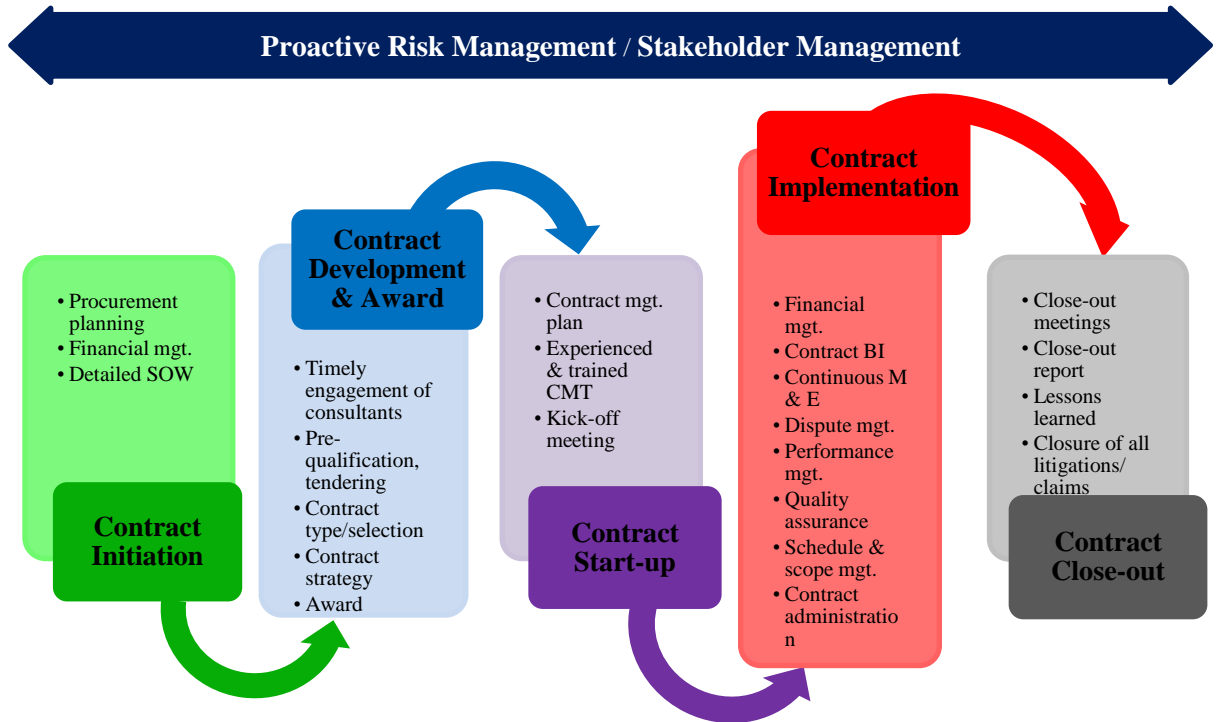 Proactive Risk Management / Stakeholder Management
• Procurement
planning
• Financial mgt.
• Detailed SOW
Contract
Initiation
Contract
Development
& Award
• Timely
engagement of
consultants
• Pre-
qualification,
tendering
• Contract
type/selection
• Contract
strategy
• Award
• Contract mgt.
plan
• Experienced
& trained
CMT
• Kick-off
meeting
Contract
Start-up
Contract
Implementation
• Financial
mgt.
• Contract BI
• Continuous M
& E
• Dispute mgt.
• Performance
mgt.
• Quality
assurance
• Schedule &
scope mgt.
• Contract
administratio
n
• Close-out
meetings
• Close-out
report
• Lessons
learned
• Closure of all
litigations/
claims
Contract
Close-out